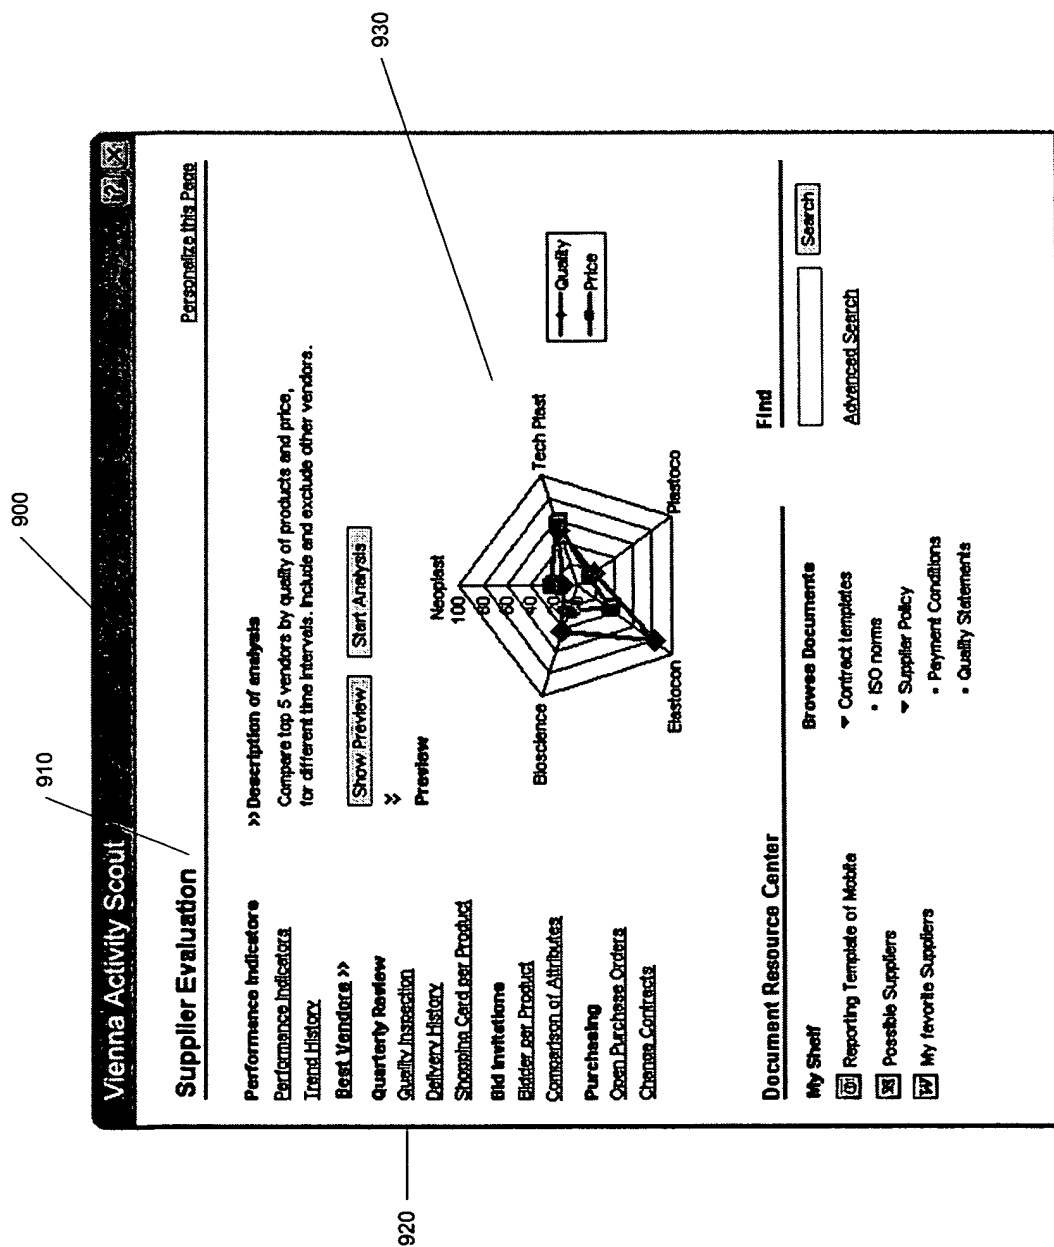 900
910
Vienna Activity Scout
? X
Supplier Evaluation
Personalize this Page
Performance Indicators
Performance Indicators
Trend History
Best Vendors >>
Quarterly Review
Quality Inspection
Delivery History
Shopping Card per Product
Bid Invitations
Bidder per Product
Comparison of Attributes
Purchasing
Open Purchase Orders
Change Contracts
920
>> Description of analysis
Compare top 5 vendors by quality of products and price,
for different time intervals. Include and exclude other vendors.
Show Preview
Start Analysis
Preview
930
Neoplast
100
80
60
40
Tech Plast
Plastoco
Elastocon
Bioscience
Quality
Price
Document Resource Center
My Shelf
Reporting Template of Mobile
Possible Suppliers
W My favorite Suppliers
Browse Documents
Contract templates
• ISO norms
Supplier Policy
• Payment Conditions
• Quality Statements
Find
Search
Advanced Search